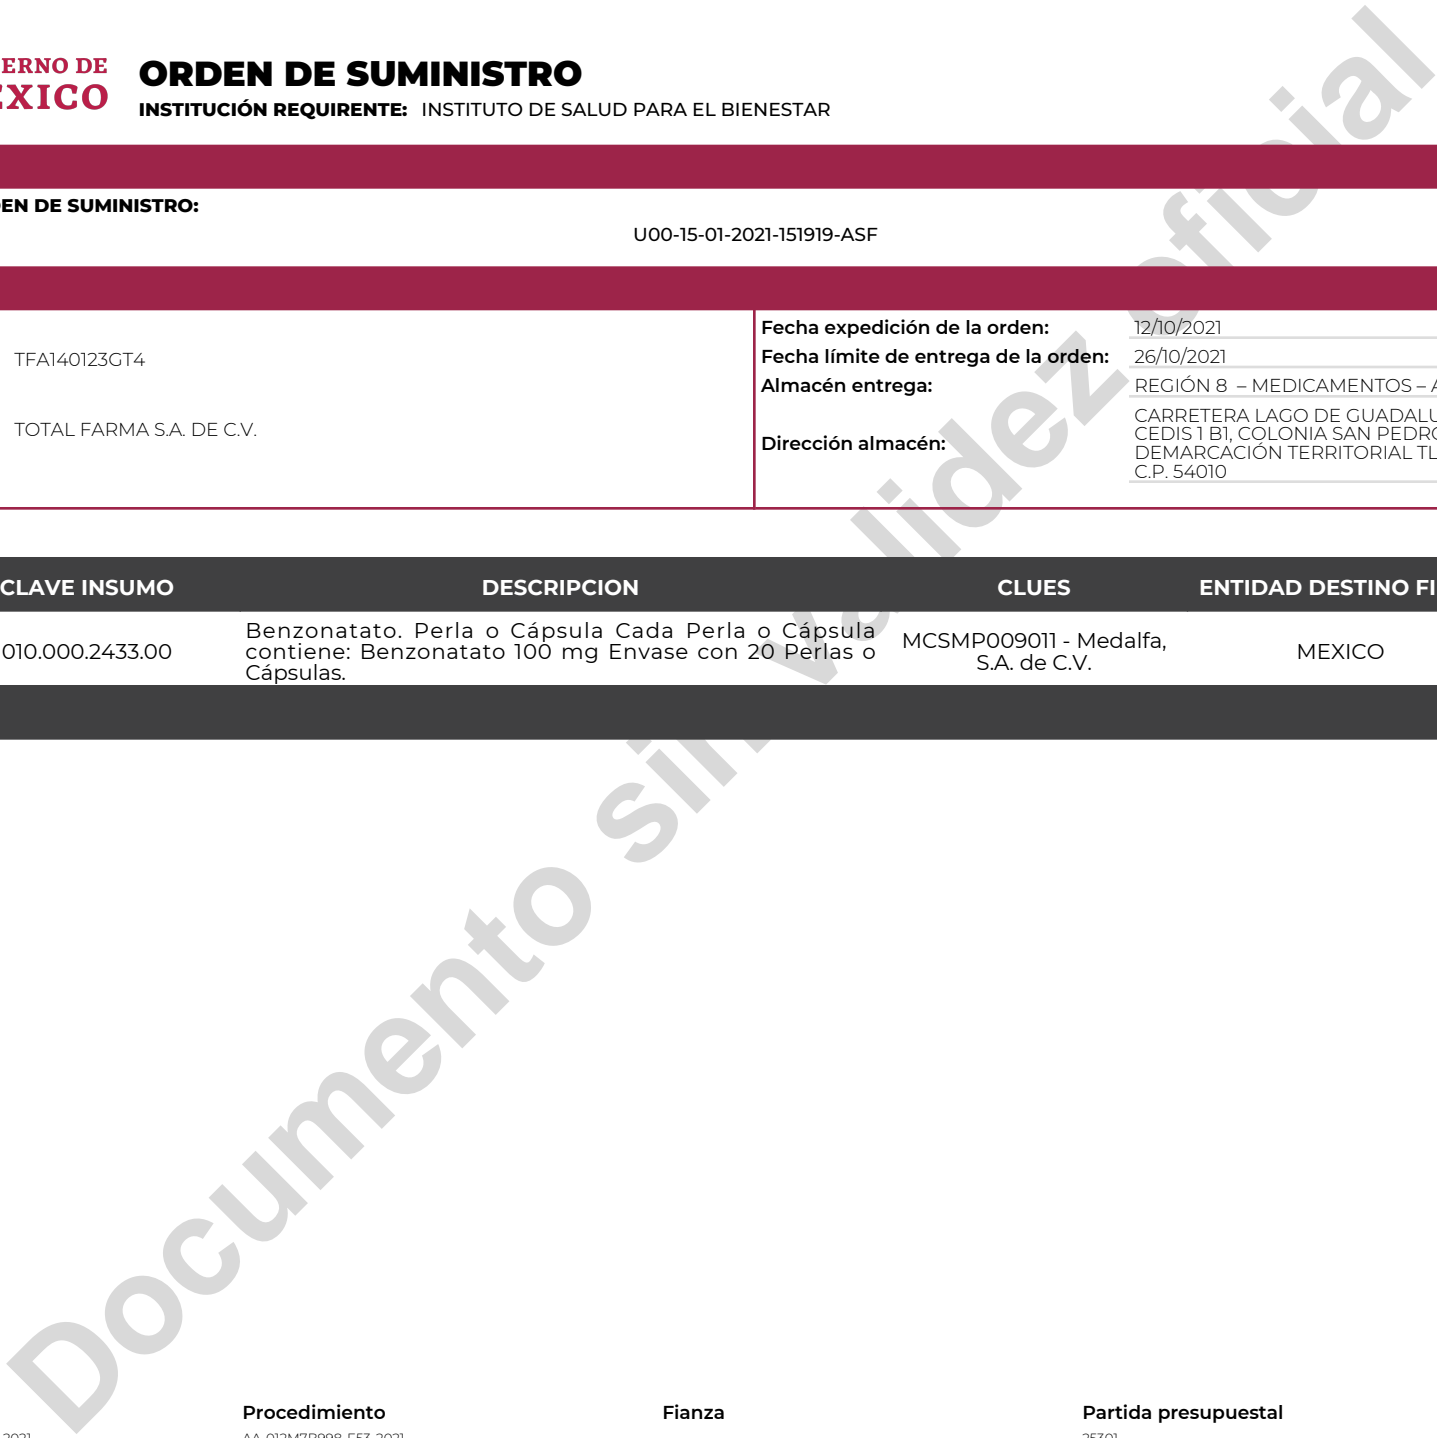 ERNO DE
EXICO
ORDEN DE SUMINISTRO
INSTITUCIÓN REQUIRENTE: INSTITUTO DE SALUD PARA EL BIENESTAR
EN DE SUMINISTRO:
U00-15-01-2021-151919-ASF
TFA140123GT4
TOTAL FARMA S.A. DE C.V.
Fecha expedición de la orden: 12/10/2021
Fecha límite de entrega de la orden: 26/10/2021
Almacén entrega: REGIÓN 8 – MEDICAMENTOS – A
Dirección almacén:
CARRETERA LAGO DE GUADALU
CEDIS 1 B1, COLONIA SAN PEDRO
DEMARCACIÓN TERRITORIAL TL
C.P. 54010
CLAVE INSUMO DESCRIPCION CLUES ENTIDAD DESTINO FI
010.000.2433.00
Benzonatato. Perla o Cápsula Cada Perla o Cápsula
contiene: Benzonatato 100 mg Envase con 20 Perlas o
Cápsulas.
MCSMP009011 - Medalfa,
S.A. de C.V.
MEXICO
Documento sin validez oficial
Procedimiento Fianza Partida presupuestal